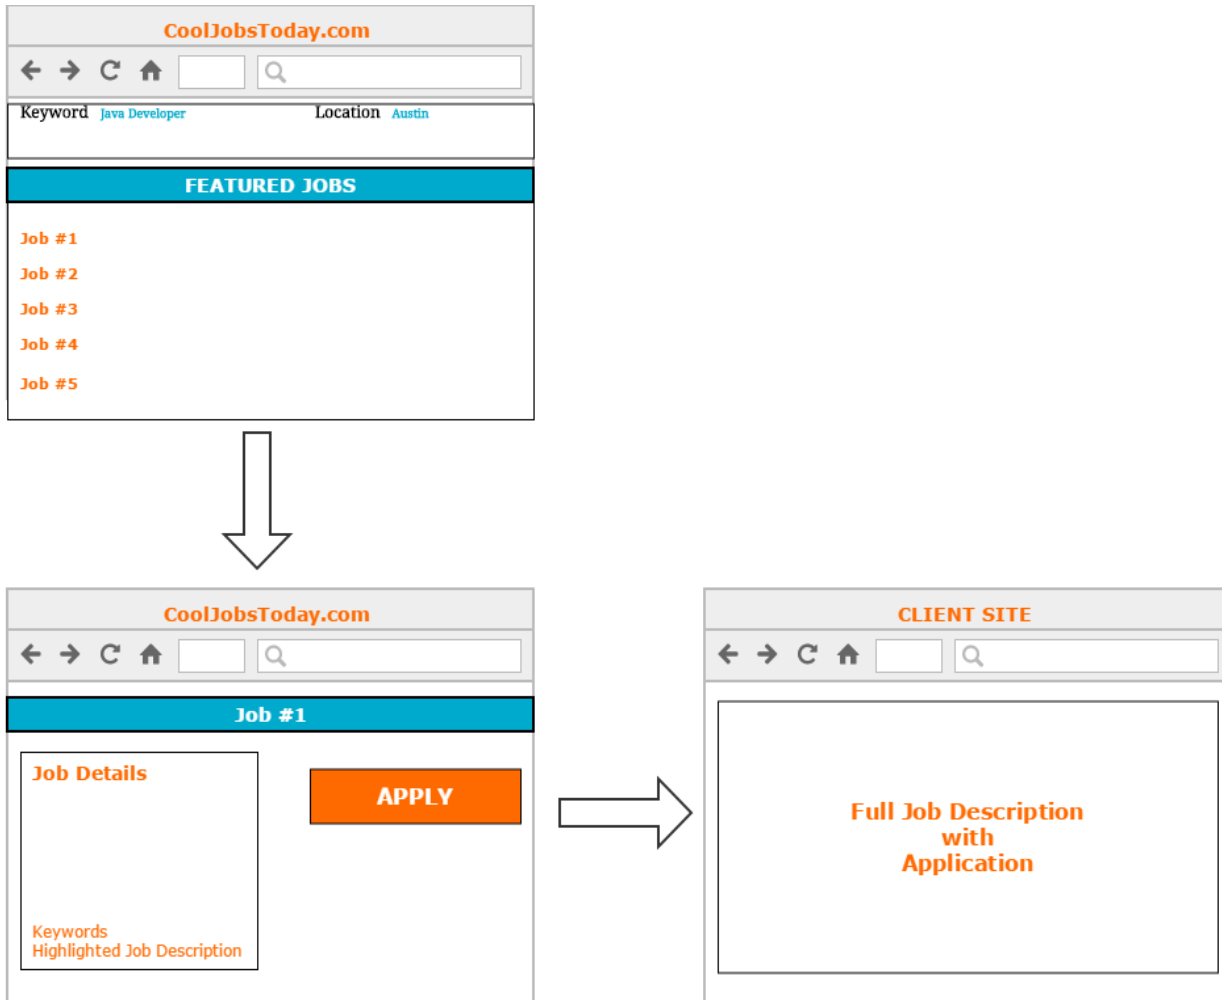 CoolJobsToday.com
Keyword Java Developer Location Austin
FEATURED JOBS
Job #1
Job #2
Job #3
Job #4
Job #5
CoolJobsToday.com
Job #1
Job Details
APPLY
Keywords
Highlighted Job Description
CLIENT SITE
Full Job Description
with
Application